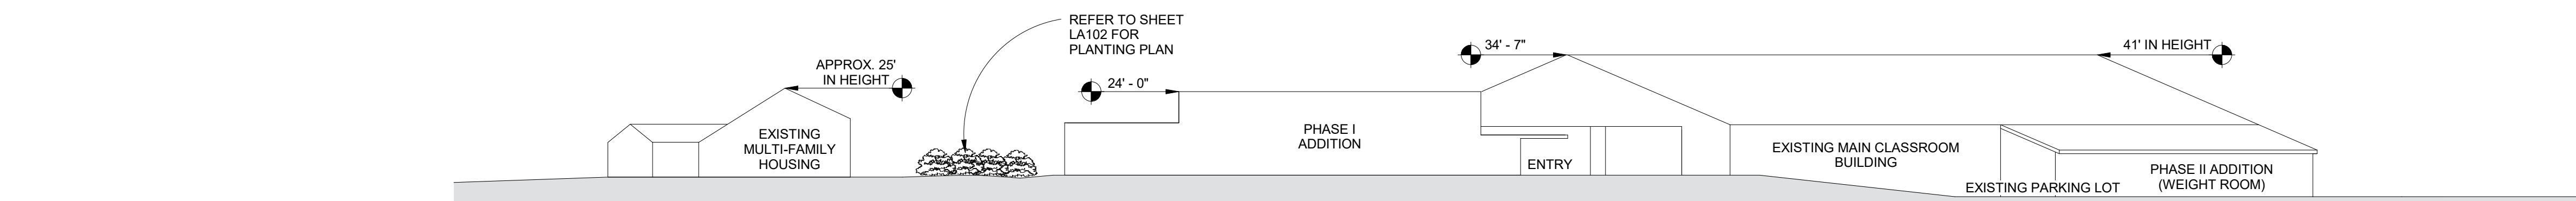 APPROX. 25'
IN HEIGHT
EXISTING
MULTI-FAMILY
HOUSING
REFER TO SHEET
LA102 FOR
PLANTING PLAN
24' - 0"
PHASE I
ADDITION
34' - 7"
ENTRY
EXISTING MAIN CLASSROOM
BUILDING
EXISTING PARKING LOT
41' IN HEIGHT
PHASE II ADDITION
(WEIGHT ROOM)